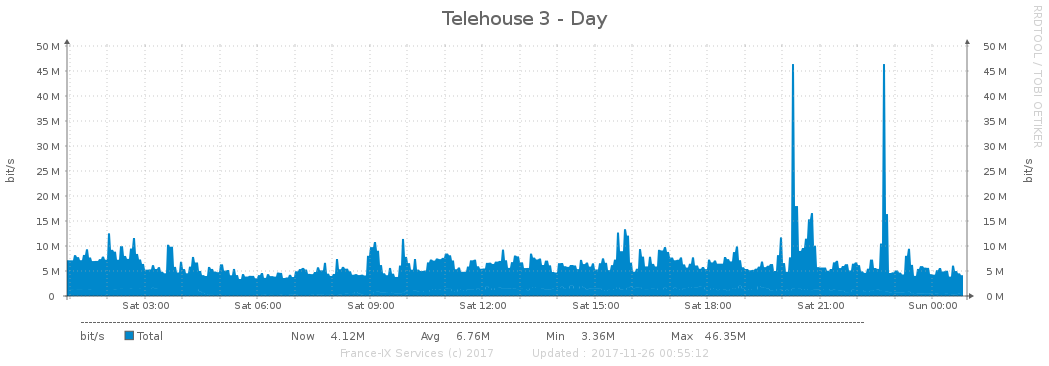 Telehouse 3 - Day
RRDTOOL / TOBI OETIKER
50 M 50 M
45 M 45 M
40 M 40 M
35 M 35 M
30 M 30 M
25 M 25 M
20 M 20 M
15 M 15 M
10 M 10 M
5 M 5 M
0 0 M
bit/s bit/s
Sat 03:00 Sat 06:00 Sat 09:00 Sat 12:00 Sat 15:00 Sat 18:00 Sat 21:00 Sun 00:00
bit/s Total Now 4.12M Avg 6.76M Min 3.36M Max 46.35M
France-IX Services (c) 2017 Updated : 2017-11-26 00:55:12